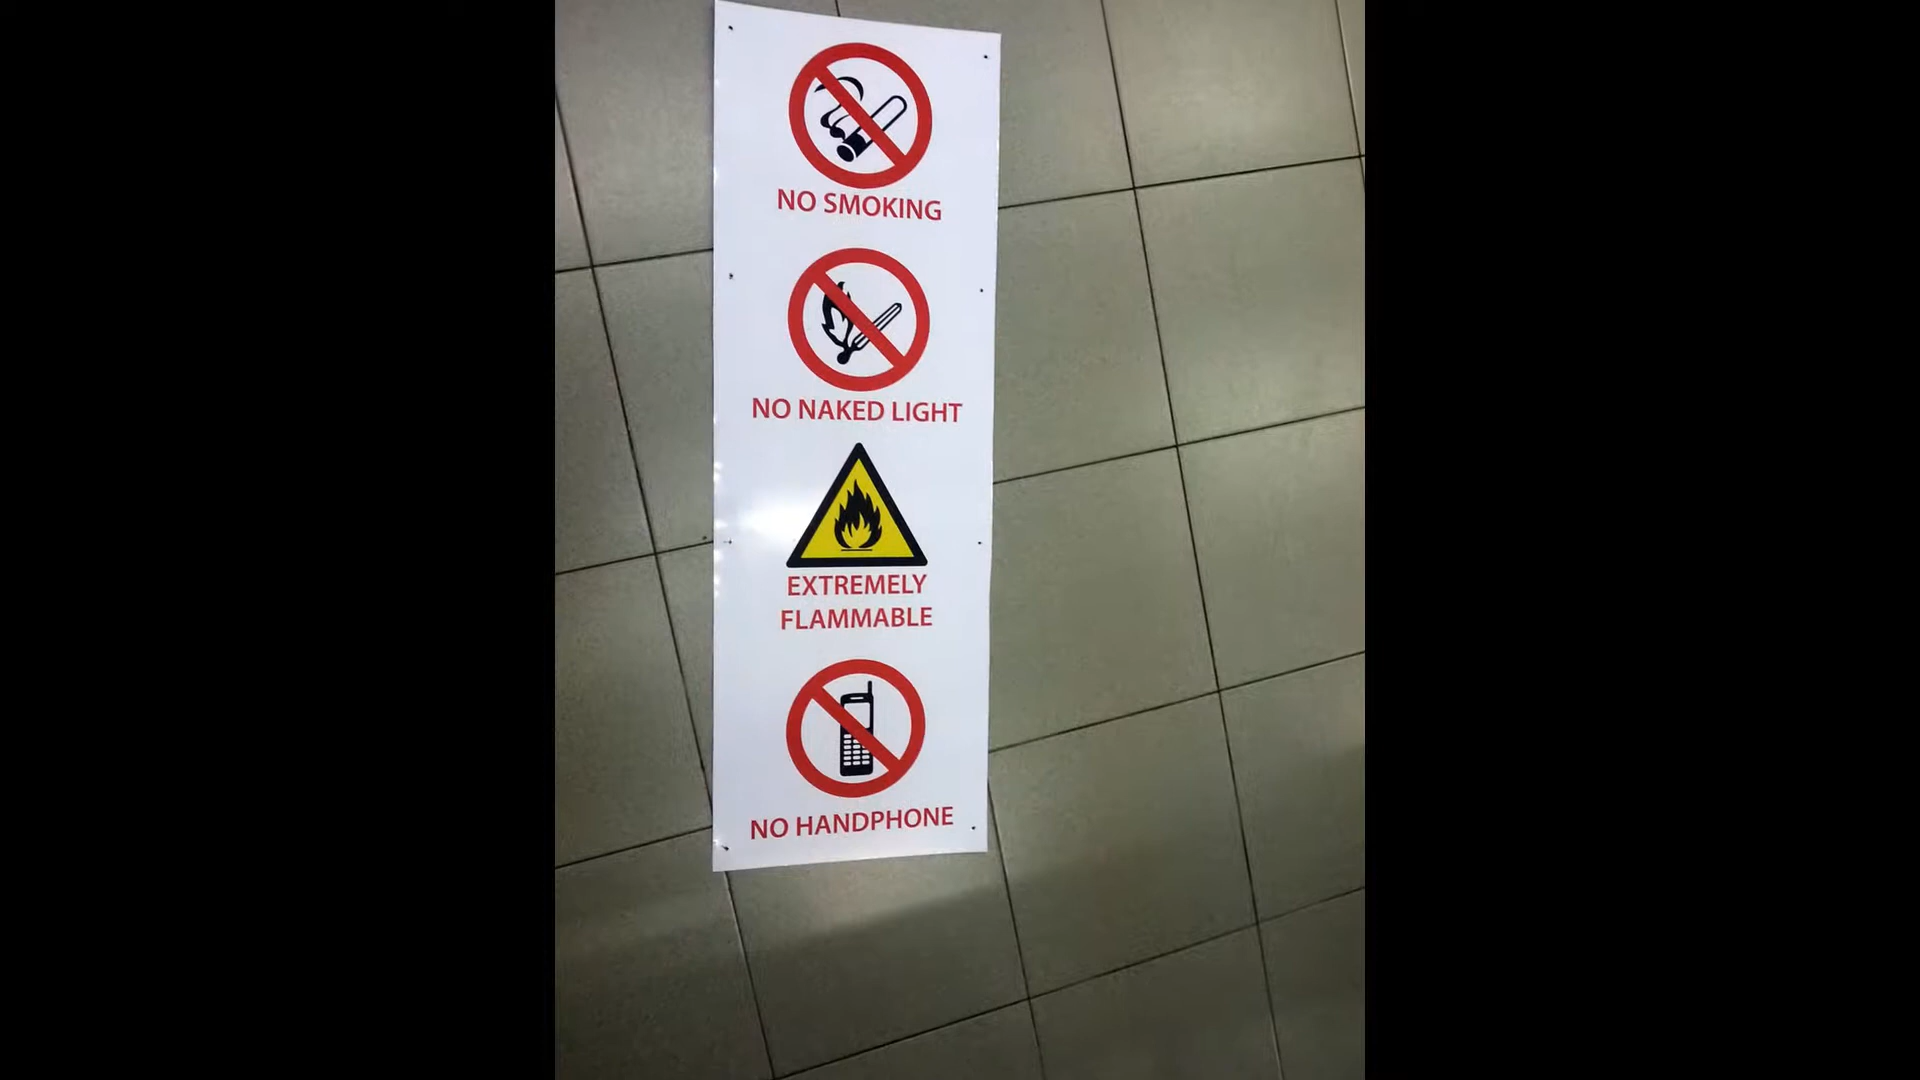 NO SMOKING
NO NAKED LIGHT
EXTREMELY
FLAMMABLE
NO HANDPHONE